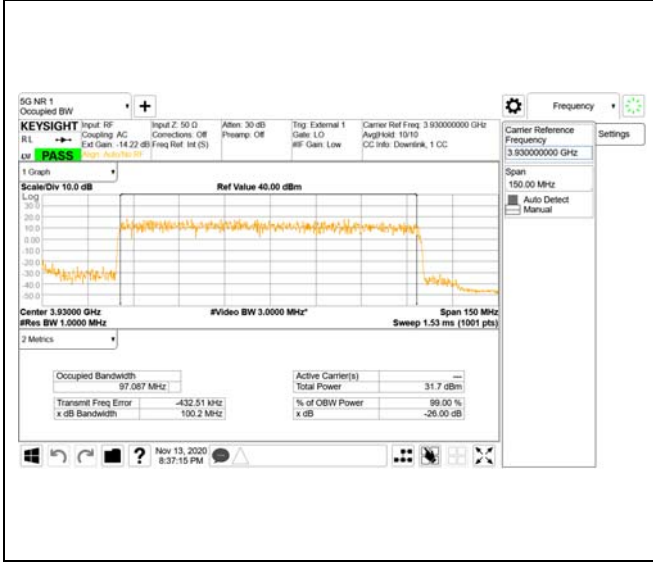 5G NR 1
Occupied BW
Frequency
KEYSIGHT
R L
PASS
Input: RF
Coupling: AC
Ext Gain: -14.22 dB
Align: Auto/No RF
Input Z: 50 Ω
Corrections: Off
Freq Ref: Int (S)
Atten: 30 dB
Preamp: Off
Trig: External 1
Gate: LO
#IF Gain: Low
Carrier Ref Freq: 3.930000000 GHz
Avg|Hold: 10/10
CC Info: Downlink, 1 CC
Carrier Reference
Frequency
3.930000000 GHz
Settings
Span
150.00 MHz
Auto Detect
Manual
1 Graph
Scale/Div 10.0 dB
Ref Value 40.00 dBm
Log
30.0
20.0
10.0
0.00
-10.0
-20.0
-30.0
-40.0
-50.0
Center 3.93000 GHz
#Video BW 3.0000 MHz*
Span 150 MHz
#Res BW 1.0000 MHz
Sweep 1.53 ms (1001 pts)
2 Metrics
Occupied Bandwidth
97.087 MHz
Transmit Freq Error -432.51 kHz
x dB Bandwidth 100.2 MHz
Active Carrier(s) ---
Total Power 31.7 dBm
% of OBW Power 99.00 %
x dB -26.00 dB
?
Nov 13, 2020
8:37:15 PM